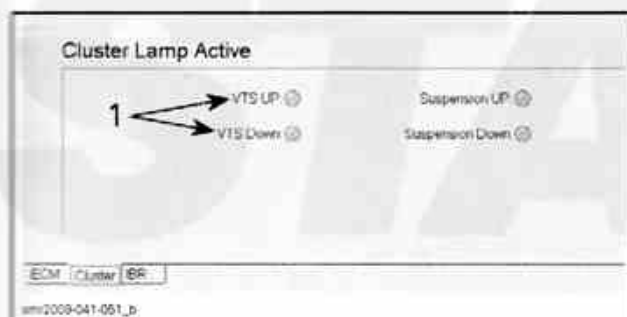 Cluster Lamp Active
1
VTS UP Suspension UP
VTS Down Suspension Down
ECM Cluster IBR
smr2009-041-051_b